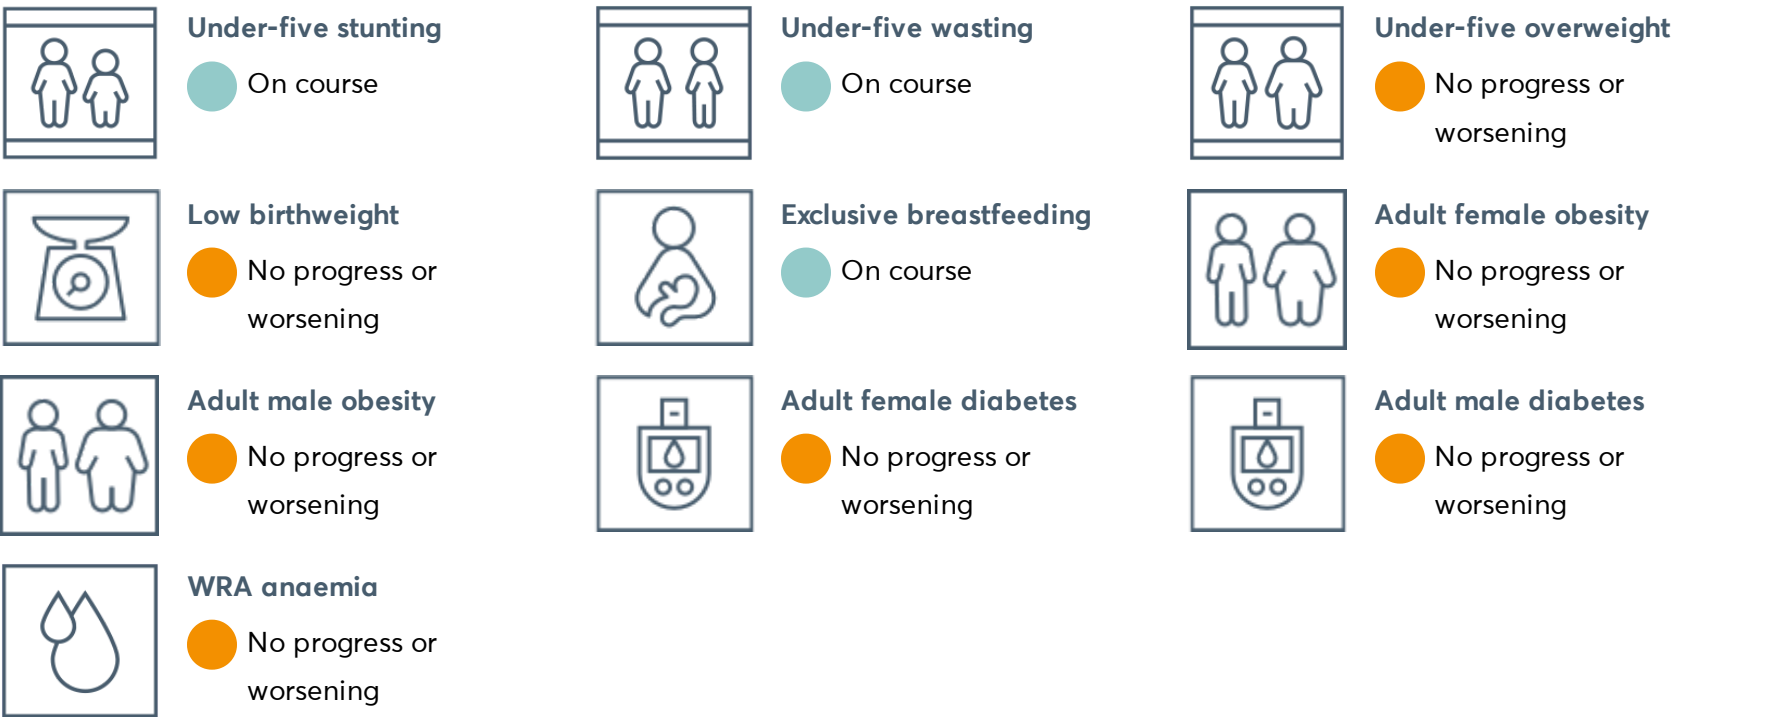 Under-five stunting
On course
Under-five wasting
On course
Under-five overweight
No progress or
worsening
Low birthweight
No progress or
worsening
Exclusive breastfeeding
On course
Adult female obesity
No progress or
worsening
Adult male obesity
No progress or
worsening
Adult female diabetes
No progress or
worsening
Adult male diabetes
No progress or
worsening
WRA anaemia
No progress or
worsening